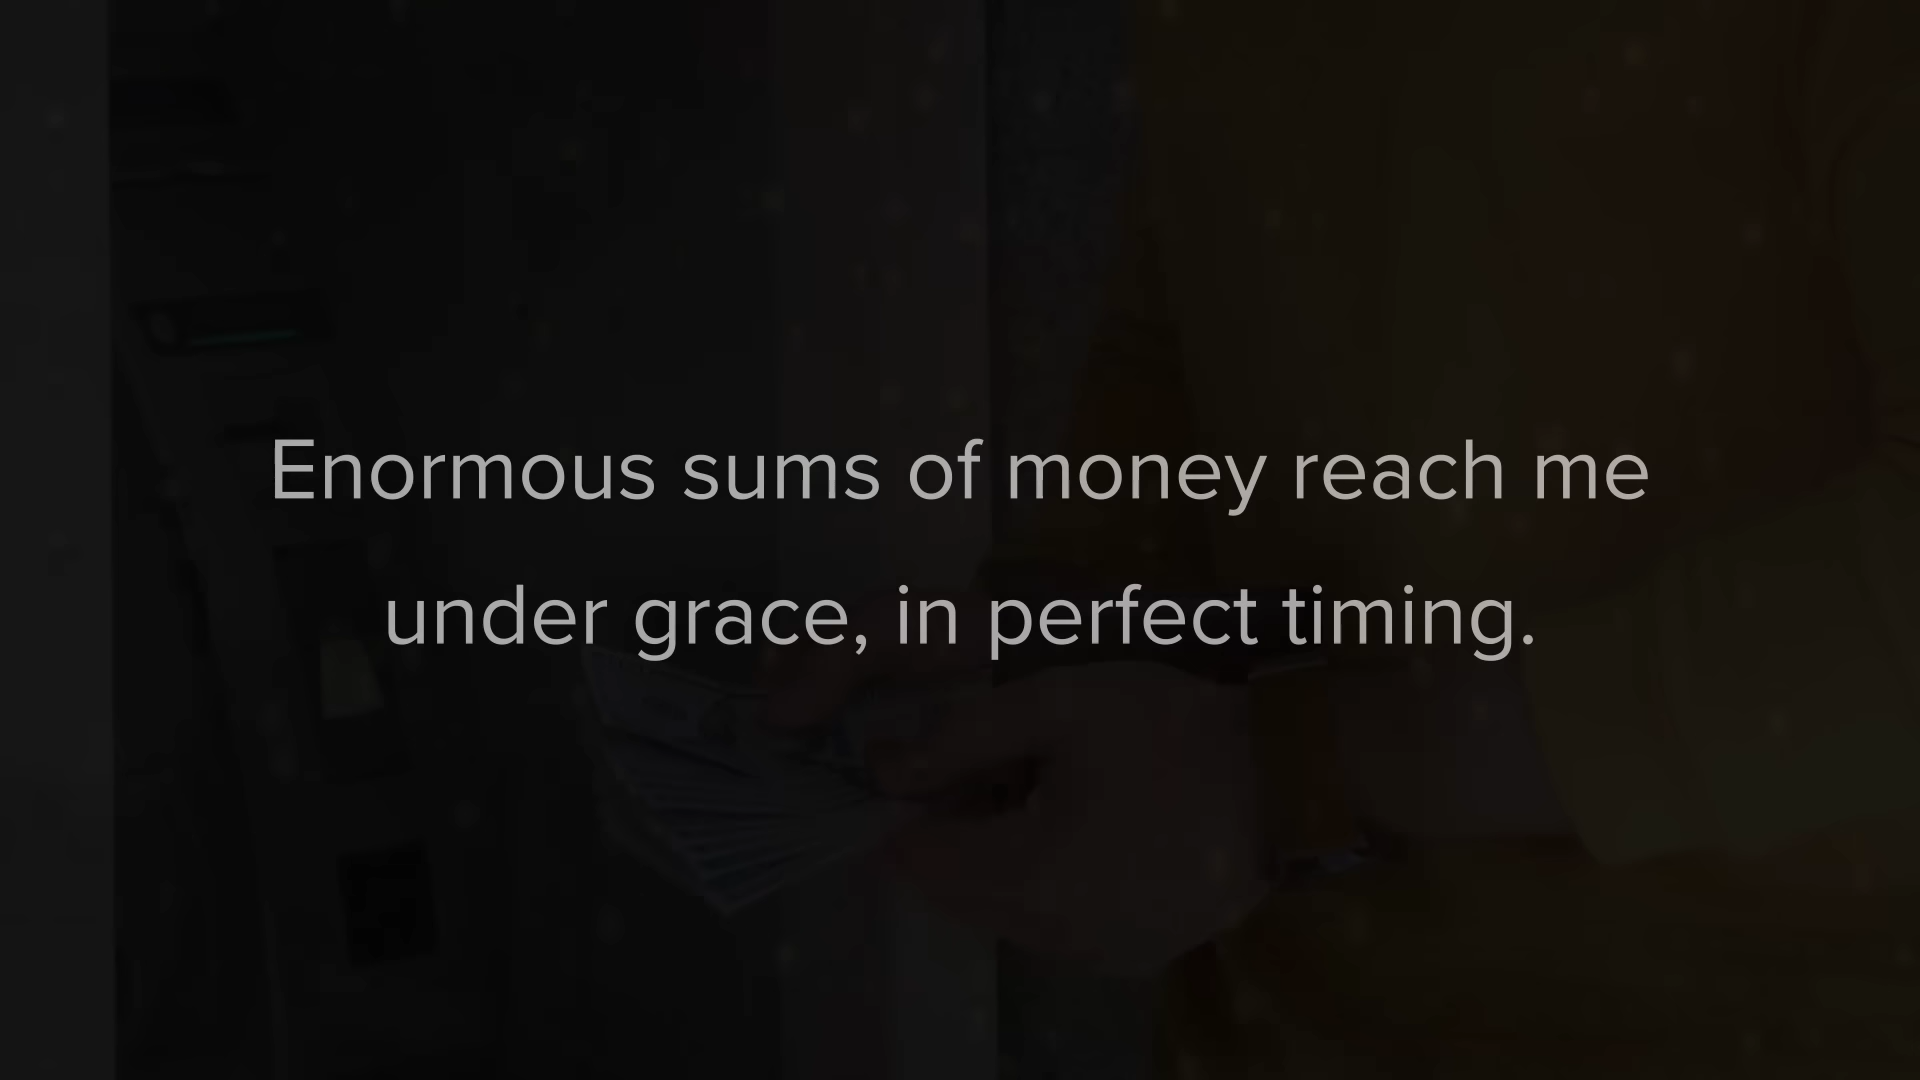 Enormous sums of money reach me
under grace, in perfect timing.